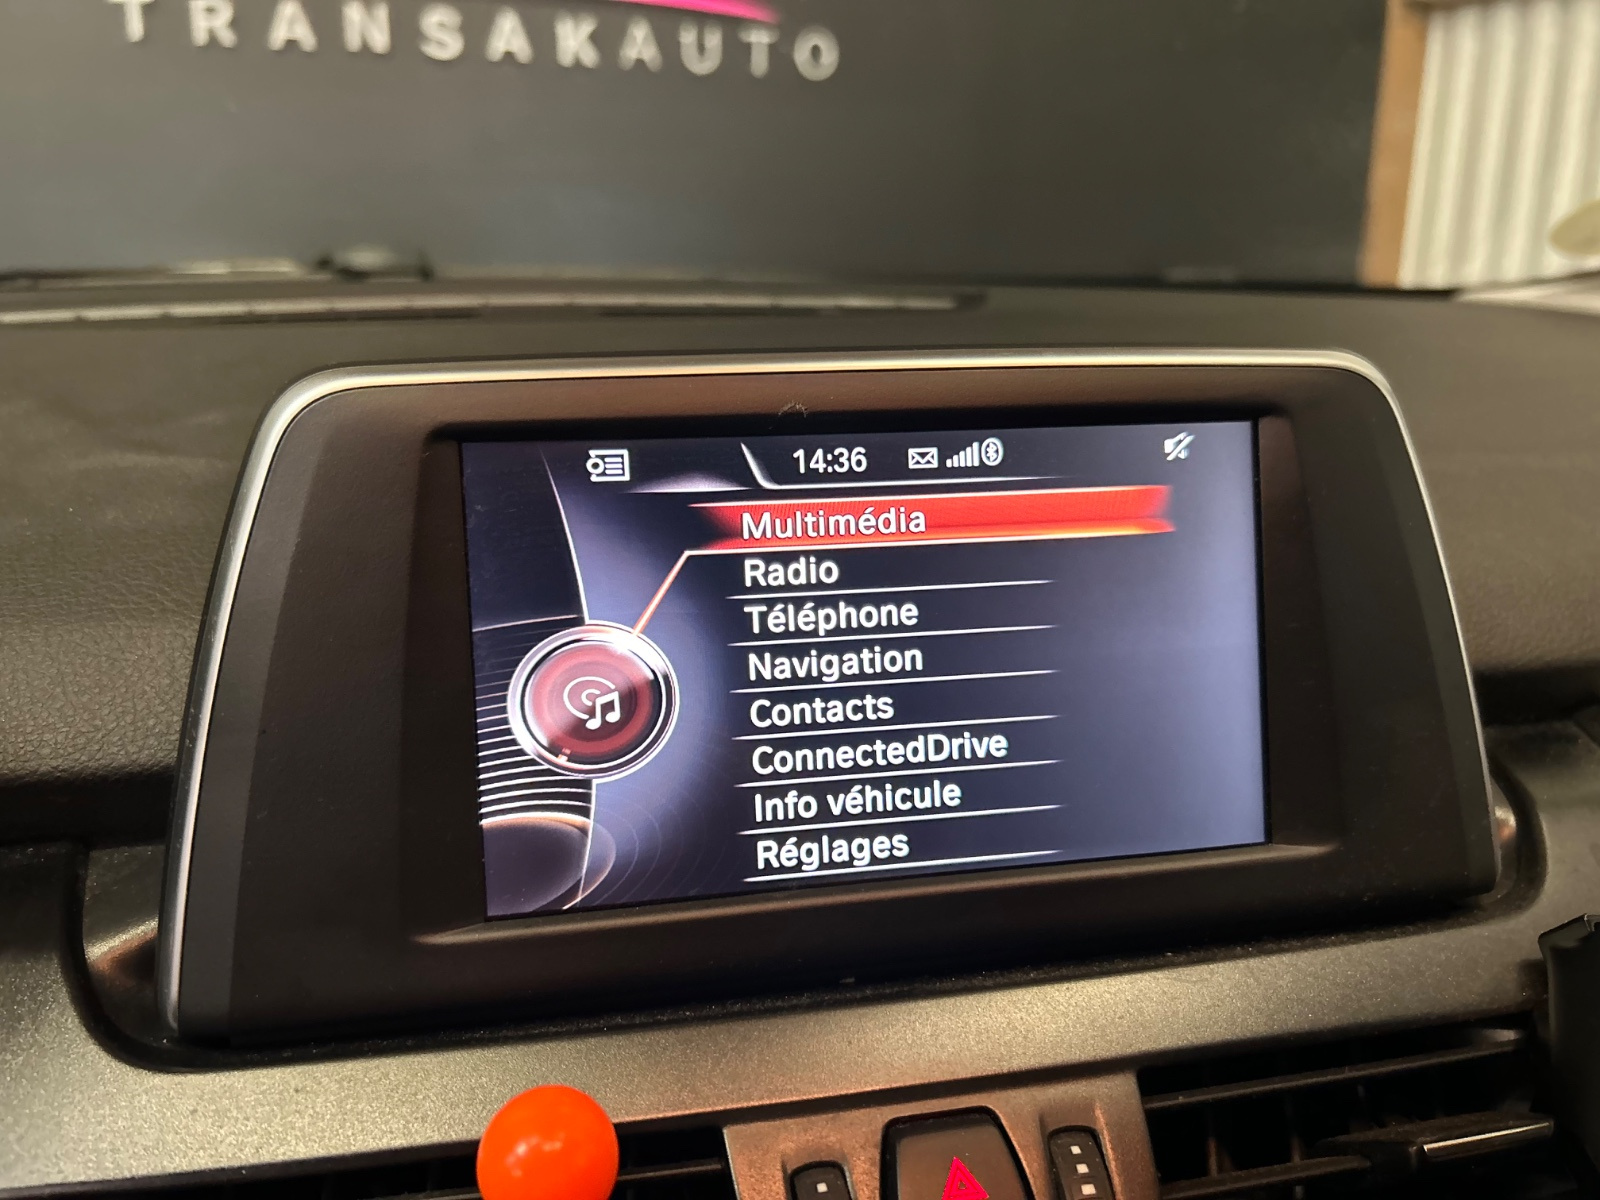 TRANSAKAUTO
14:36
Multimédia
Radio
Téléphone
Navigation
Contacts
ConnectedDrive
Info véhicule
Réglages